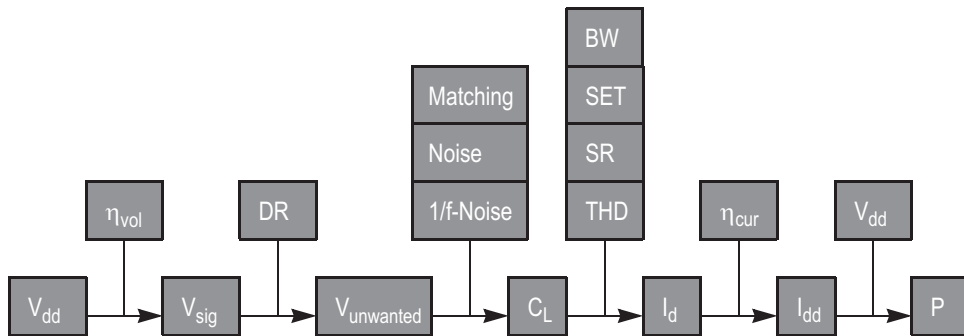 BW
Matching
SET
Noise
SR
η_vol
DR
1/f-Noise
THD
η_cur
V_dd
V_dd
V_sig
V_unwanted
C_L
I_d
I_dd
P